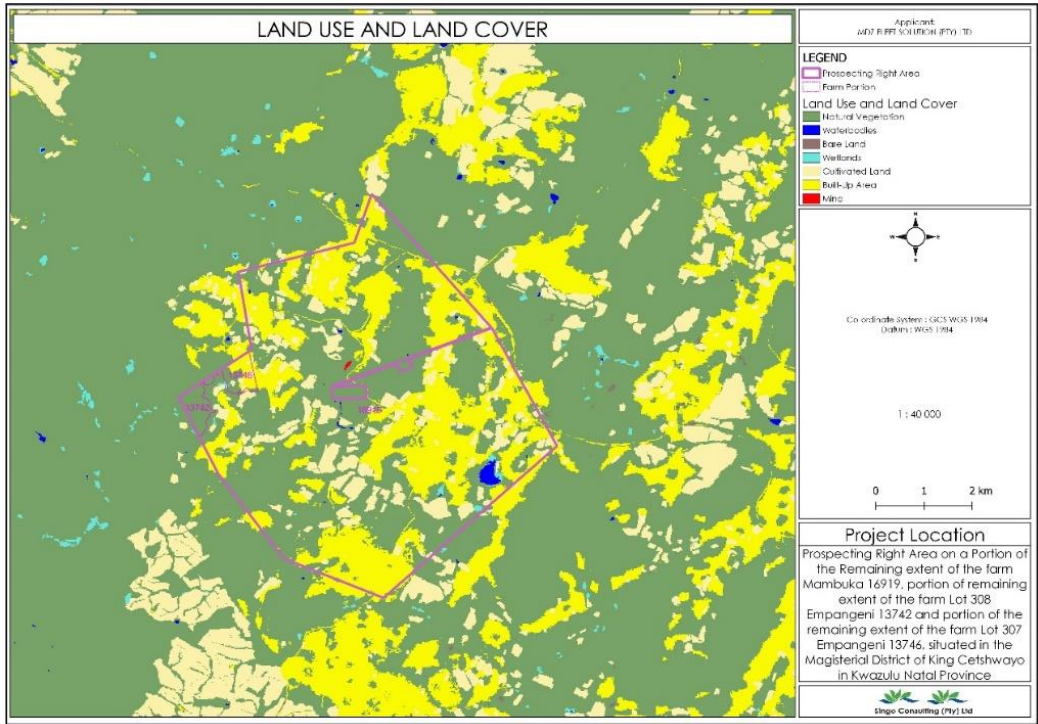 LAND USE AND LAND COVER
Applicant:
MDZ FLEET SOLUTION (PTY) LTD
LEGEND
Prospecting Right Area
Farm Portion
Land Use and Land Cover
Natural Vegetation
Waterbodies
Bare Land
Wetlands
Cultivated Land
Built-Up Area
Mine
N
W
E
S
Co-ordinate System : GCS WGS 1984
Datum : WGS 1984
1 : 40 000
0 1 2 km
13746
13742
Project Location
Prospecting Right Area on a Portion of
the Remaining extent of the farm
Mambuka 16919, portion of remaining
extent of the farm Lot 308
Empangeni 13742 and portion of the
remaining extent of the farm Lot 307
Empangeni 13746, situated in the
Magisterial District of King Cetshwayo
in Kwazulu Natal Province
Singo Consulting (Pty) Ltd